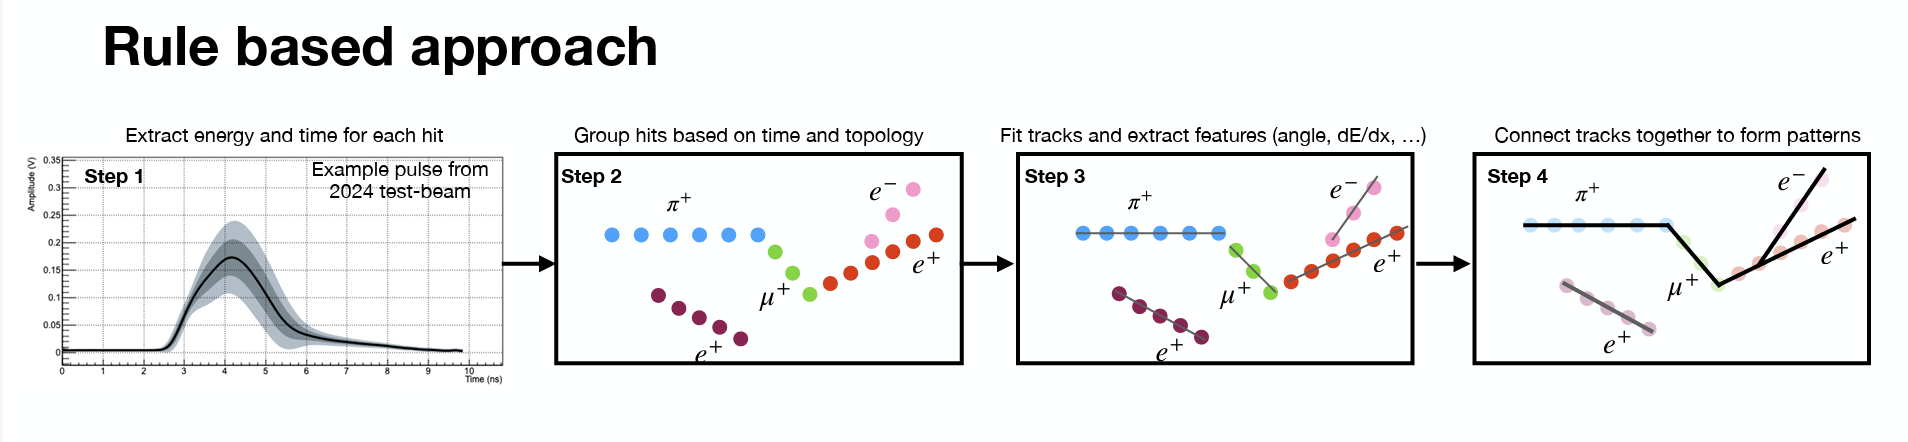 Rule based approach
Extract energy and time for each hit
Step 1
Example pulse from
2024 test-beam
Amplitude (V)
0.35
0.3
0.25
0.2
0.15
0.1
0.05
0
0 1 2 3 4 5 6 7 8 9 10
Time (ns)
Group hits based on time and topology
Step 2
π⁺
e⁻
e⁺
μ⁺
e⁺
Fit tracks and extract features (angle, dE/dx, …)
Step 3
π⁺
e⁻
e⁺
μ⁺
e⁺
Connect tracks together to form patterns
Step 4
π⁺
e⁻
e⁺
μ⁺
e⁺